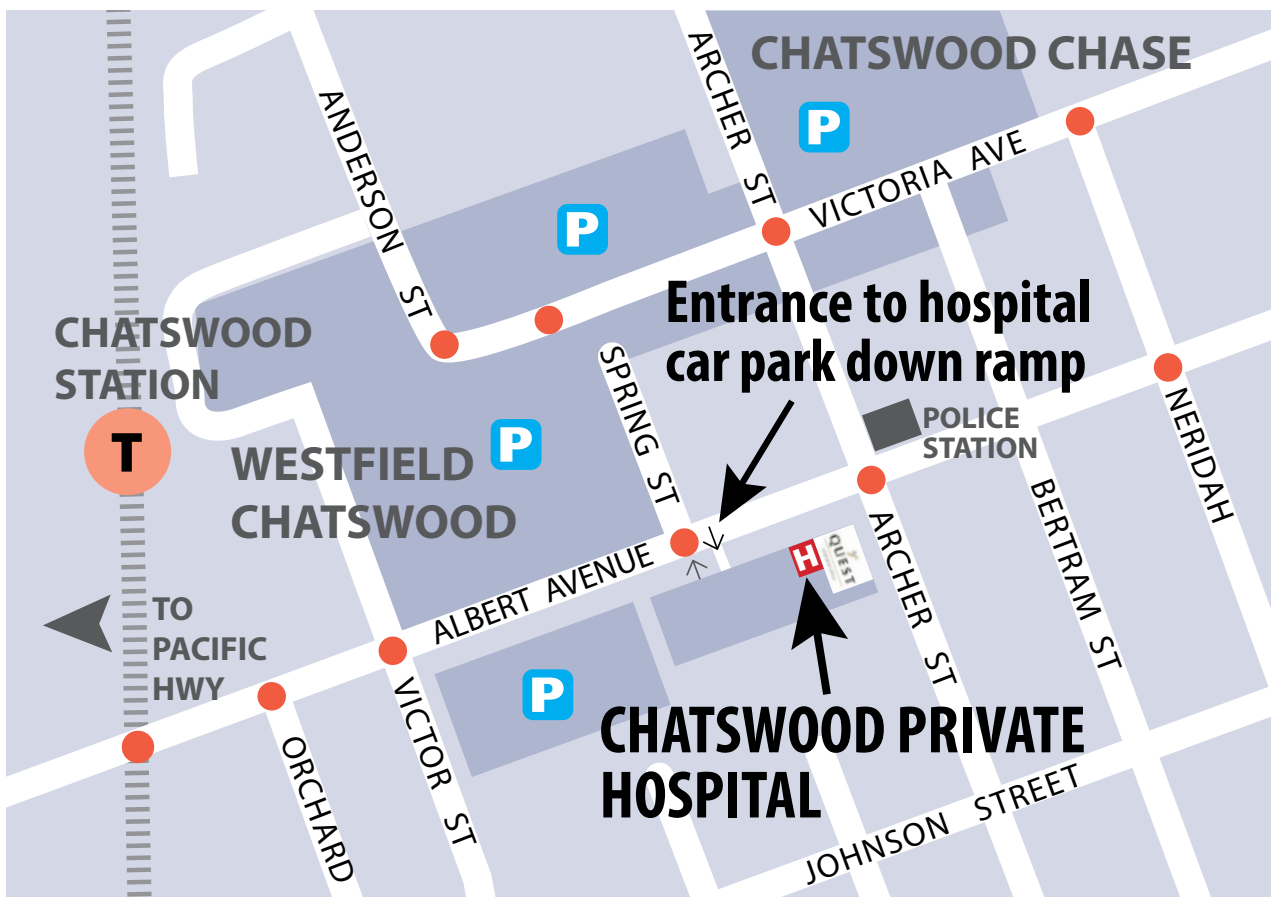 CHATSWOOD CHASE
ARCHER ST
P
ANDERSON ST
VICTORIA AVE
P
Entrance to hospital
car park down ramp
CHATSWOOD
STATION
T
SPRING ST
POLICE
STATION
NERIDAH
WESTFIELD
CHATSWOOD
P
BERTRAM ST
ARCHER ST
H
QUEST
ALBERT AVENUE
TO
PACIFIC
HWY
P
VICTOR ST
ORCHARD
CHATSWOOD PRIVATE
HOSPITAL
JOHNSON STREET